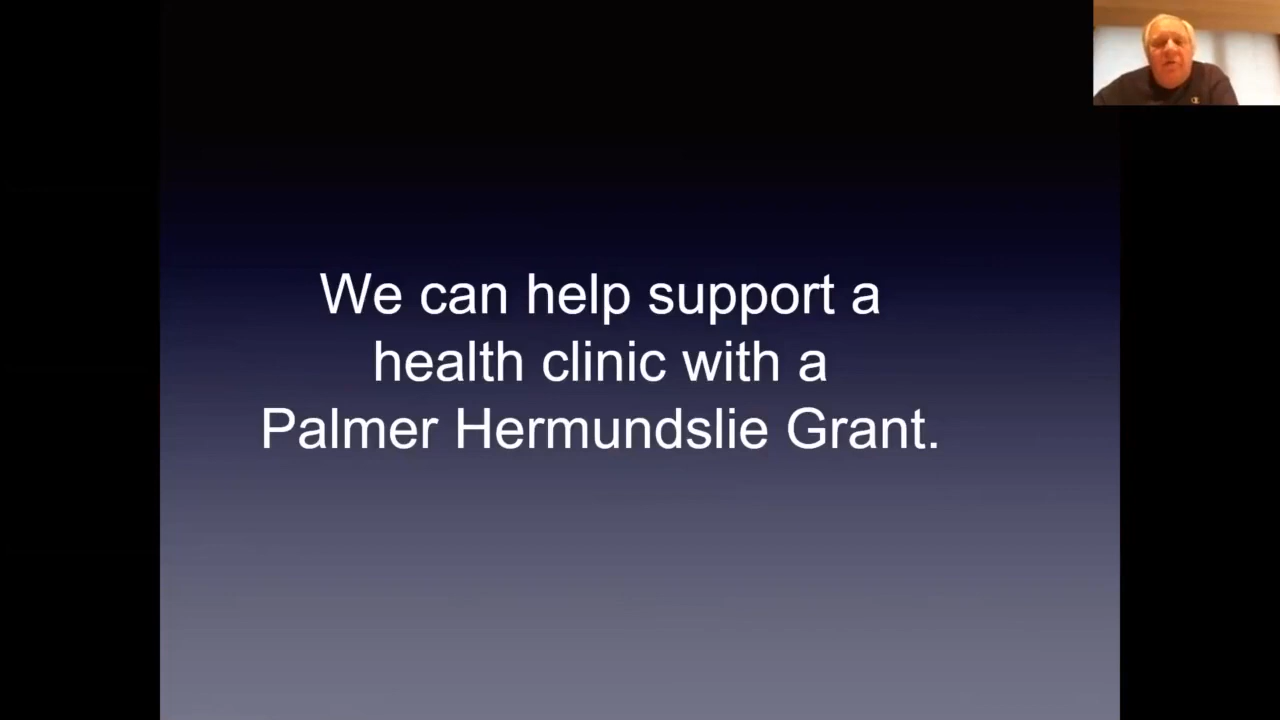 We can help support a
health clinic with a
Palmer Hermundslie Grant.